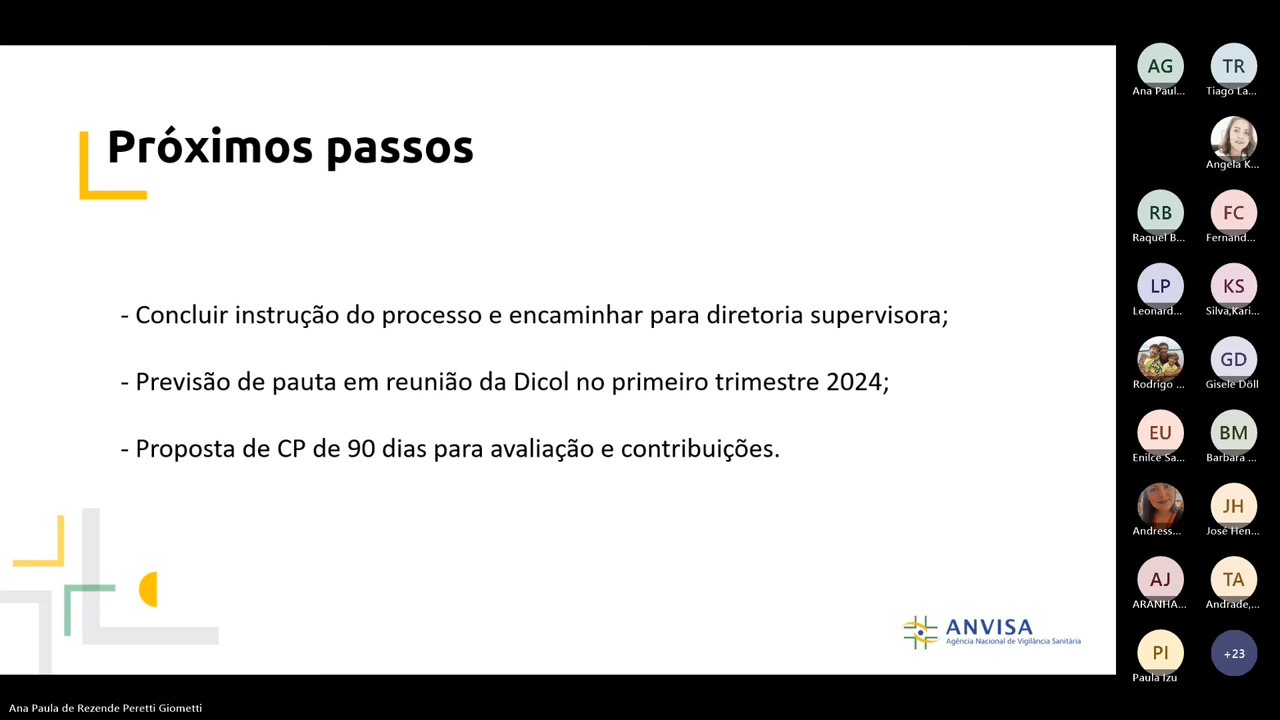 Próximos passos
- Concluir instrução do processo e encaminhar para diretoria supervisora;
- Previsão de pauta em reunião da Dicol no primeiro trimestre 2024;
- Proposta de CP de 90 dias para avaliação e contribuições.
ANVISA
Agência Nacional de Vigilância Sanitária
AG
Ana Paul...
TR
Tiago La...
Angela K...
RB
Raquel B...
FC
Fernand...
LP
Leonard...
KS
Silva,Kari...
Rodrigo ...
GD
Gisele Döll
EU
Enilce Sa...
BM
Barbara ...
Andress...
JH
José Hen...
AJ
ARANHA...
TA
Andrade,...
PI
Paula Izu
+23
Ana Paula de Rezende Peretti Giometti